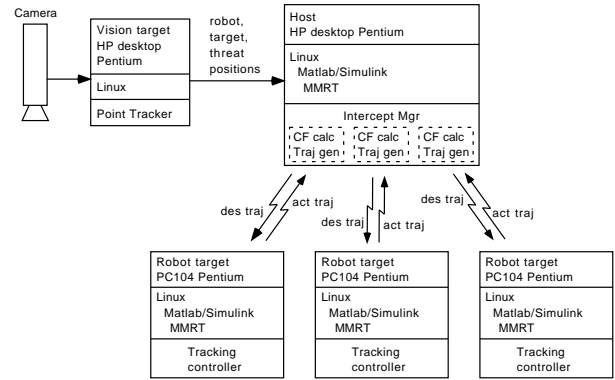 Camera
Vision target
HP desktop
Pentium
Linux
Point Tracker
robot,
target,
threat
positions
Host
HP desktop Pentium
Linux
Matlab/Simulink
MMRT
Intercept Mgr
CF calc
Traj gen
CF calc
Traj gen
CF calc
Traj gen
des traj
act traj
des traj
act traj
des traj
act traj
Robot target
PC104 Pentium
Linux
Matlab/Simulink
MMRT
Tracking
controller
Robot target
PC104 Pentium
Linux
Matlab/Simulink
MMRT
Tracking
controller
Robot target
PC104 Pentium
Linux
Matlab/Simulink
MMRT
Tracking
controller